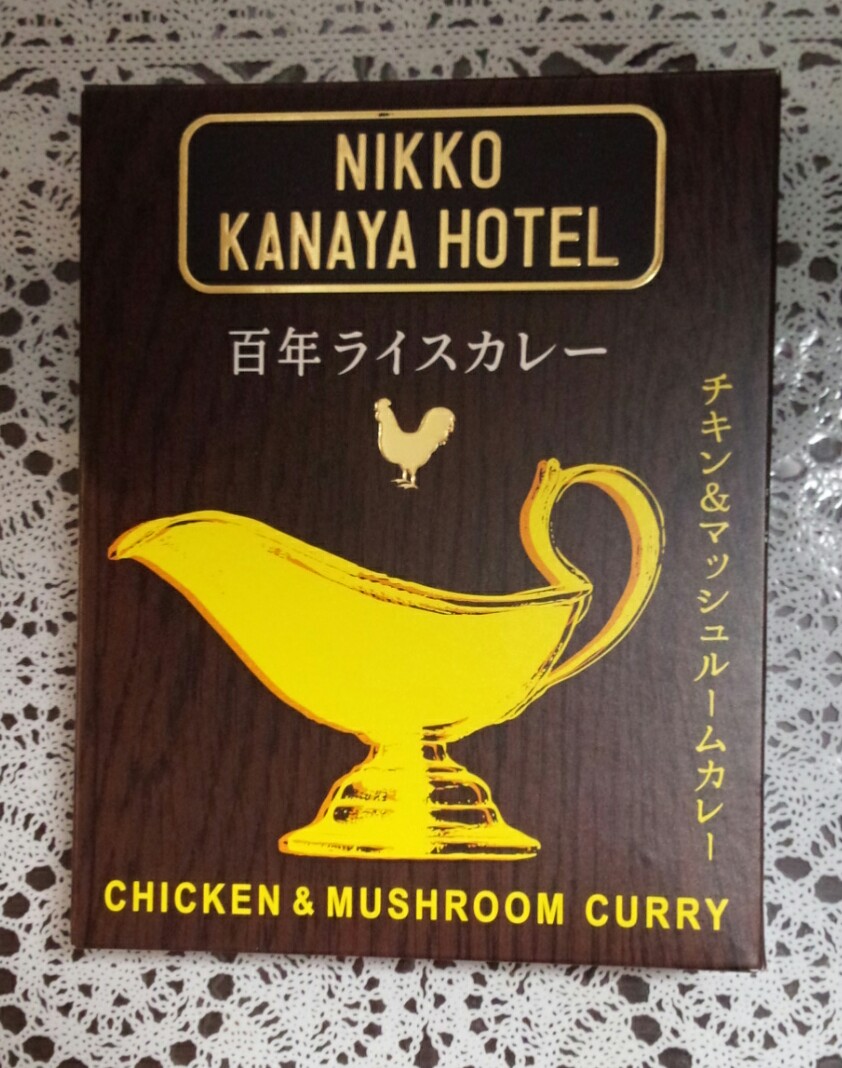 NIKKO
KANAYA HOTEL
百年ライスカレー
チキン&マッシュルームカレー
CHICKEN & MUSHROOM CURRY